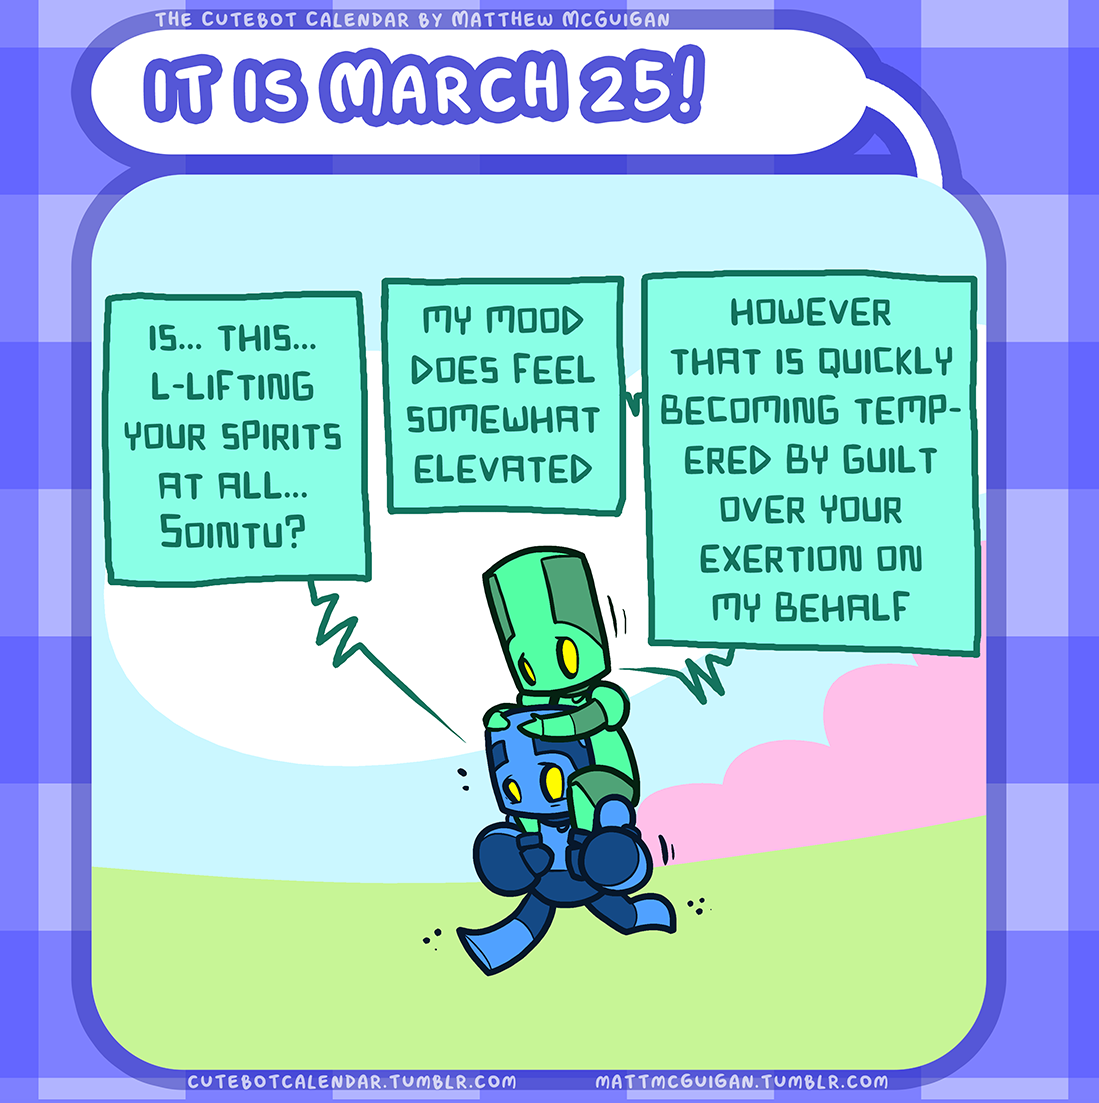 THE CUTEBOT CALENDAR BY MATTHEW MCGUIGAN
IT IS MARCH 25!
IS... THIS...
L-LIFTING
YOUR SPIRITS
AT ALL...
SOINTU?
MY MOOD
DOES FEEL
SOMEWHAT
ELEVATED
HOWEVER
THAT IS QUICKLY
BECOMING TEMP-
ERED BY GUILT
OVER YOUR
EXERTION ON
MY BEHALF
CUTEBOTCALENDAR.TUMBLR.COM
MATTMCGUIGAN.TUMBLR.COM